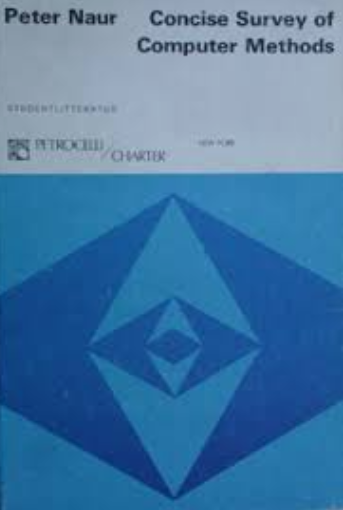 Peter Naur Concise Survey of
Computer Methods
STUDENTLITTERATUR
PETROCELLI / CHARTER NEW YORK